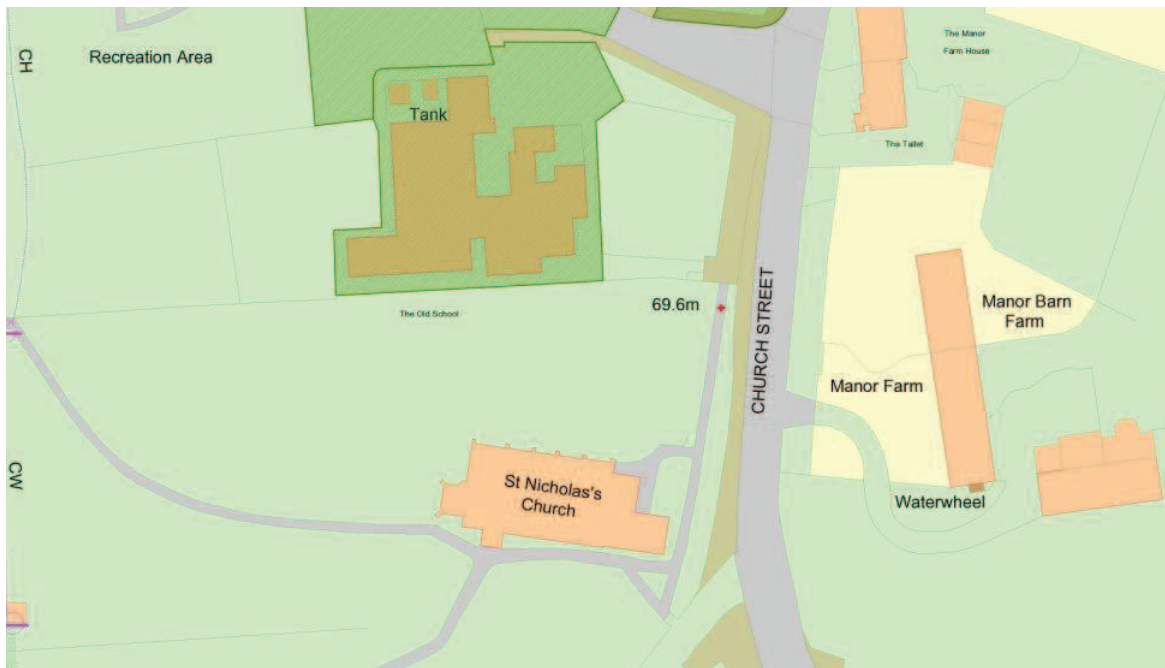 CH
Recreation Area
The Manor
Farm House
Tank
The Tallet
Manor Barn
Farm
69.6m
The Old School
CHURCH STREET
Manor Farm
CW
St Nicholas's
Church
Waterwheel